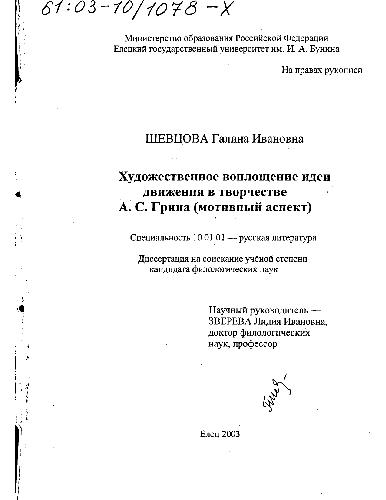 61:03-10/1078-X
Министерство образования Российской Федерации
Елецкий государственный университет им. И. А. Бунина
На правах рукописи
ШЕВЦОВА Галина Ивановна
Художественное воплощение идеи
движения в творчестве
А. С. Грина (мотивный аспект)
Специальность 10.01.01 — русская литература
Диссертация на соискание учёной степени
кандидата филологических наук
Научный руководитель —
ЗВЕРЕВА Лидия Ивановна,
доктор филологических
наук, профессор
Елец 2003